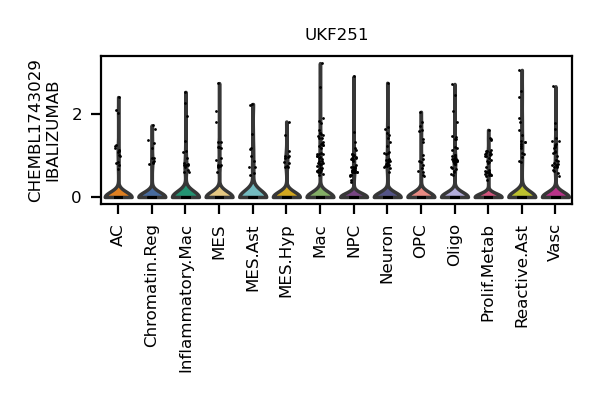 UKF251
CHEMBL1743029
IBALIZUMAB
2
0
AC
Chromatin.Reg
Inflammatory.Mac
MES
MES.Ast
MES.Hyp
Mac
NPC
Neuron
OPC
Oligo
Prolif.Metab
Reactive.Ast
Vasc